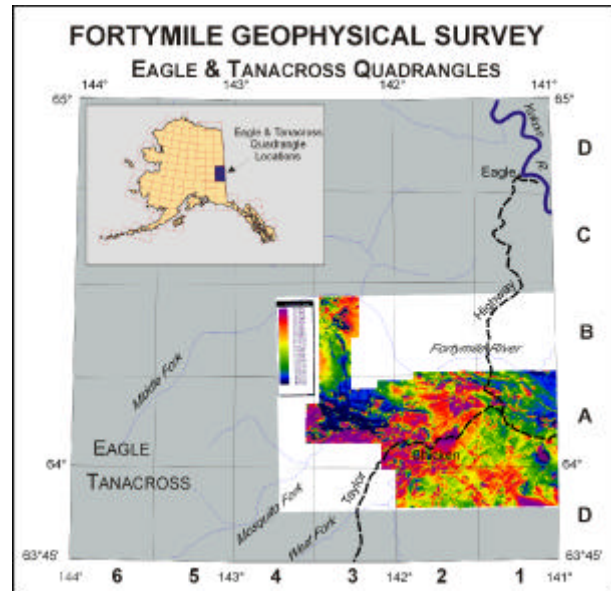 FORTYMILE GEOPHYSICAL SURVEY
EAGLE & TANACROSS QUADRANGLES
144° 143° 142° 141°
65° 65°
Eagle & Tanacross
Quadrangle
Locations
Yukon R.
D
Eagle
C
Highway
B
Fortymile River
Middle Fork
A
EAGLE
Chicken
64° 64°
TANACROSS
Taylor
Mosquito Fork
West Fork
D
63°45' 63°45'
144° 6 5 143° 4 3 142° 2 1 141°